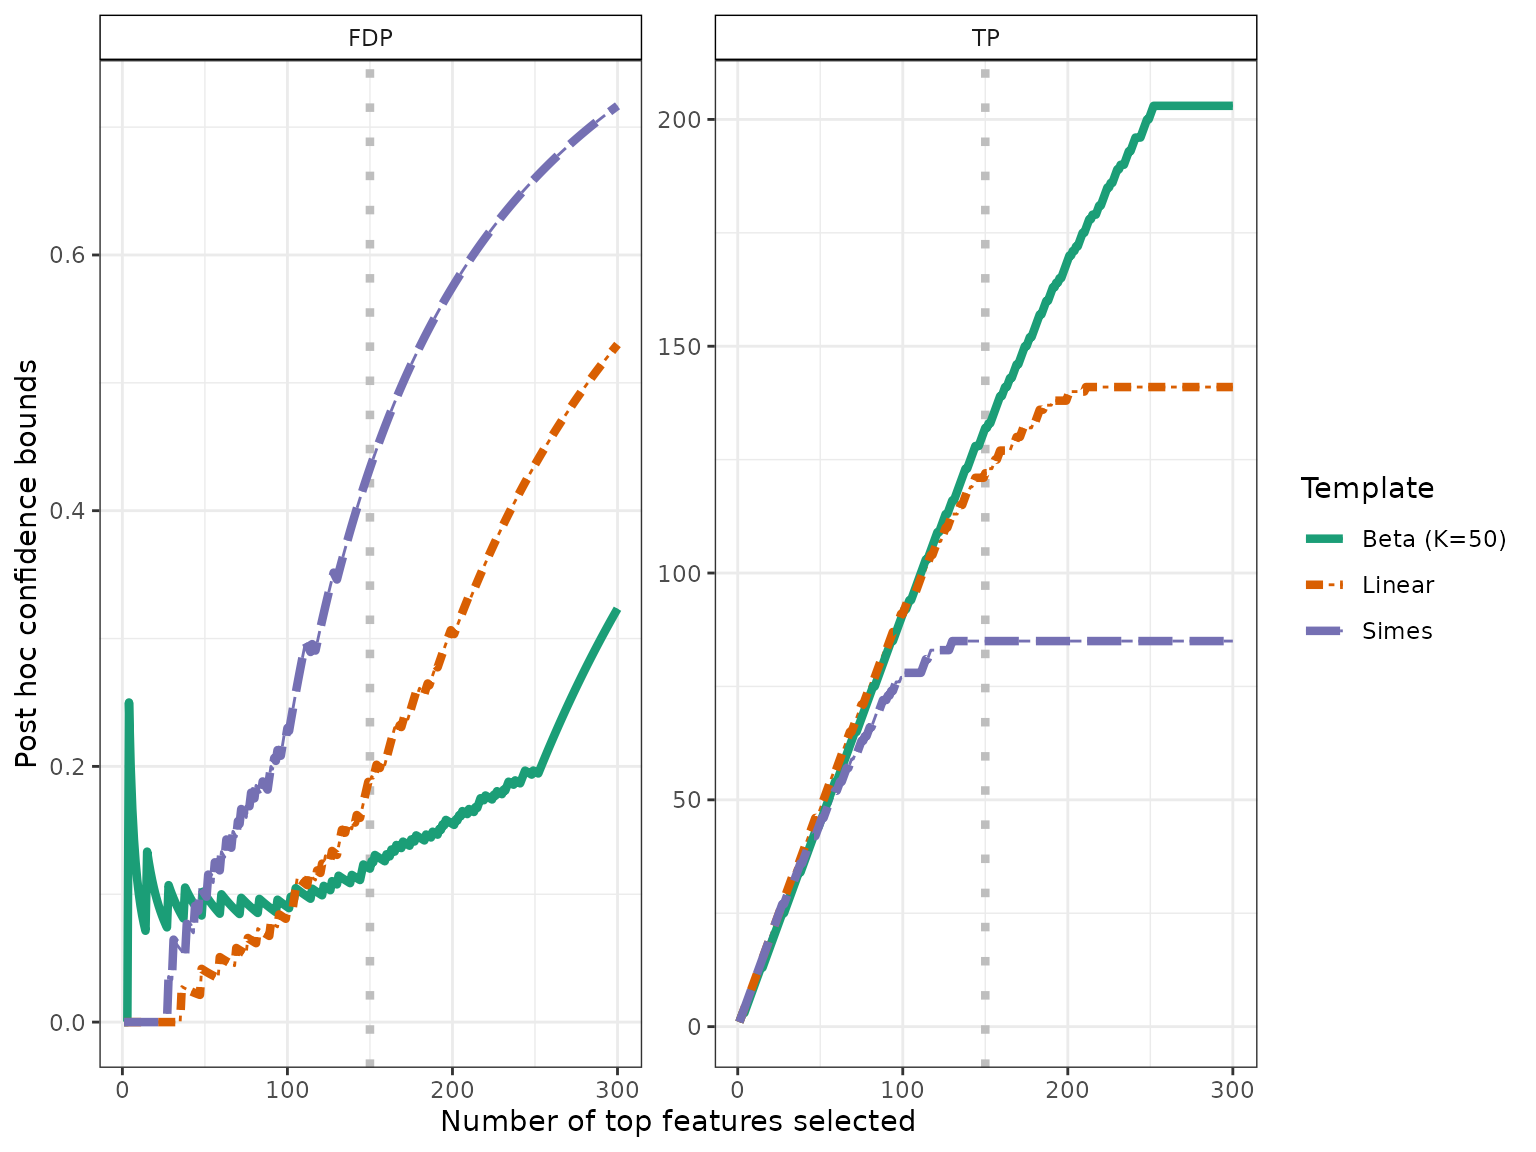 FDP
TP
Post hoc confidence bounds
0.6
0.4
0.2
0.0
0 100 200 300
200
150
100
50
0
0 100 200 300
Number of top features selected
Template
Beta (K=50)
Linear
Simes